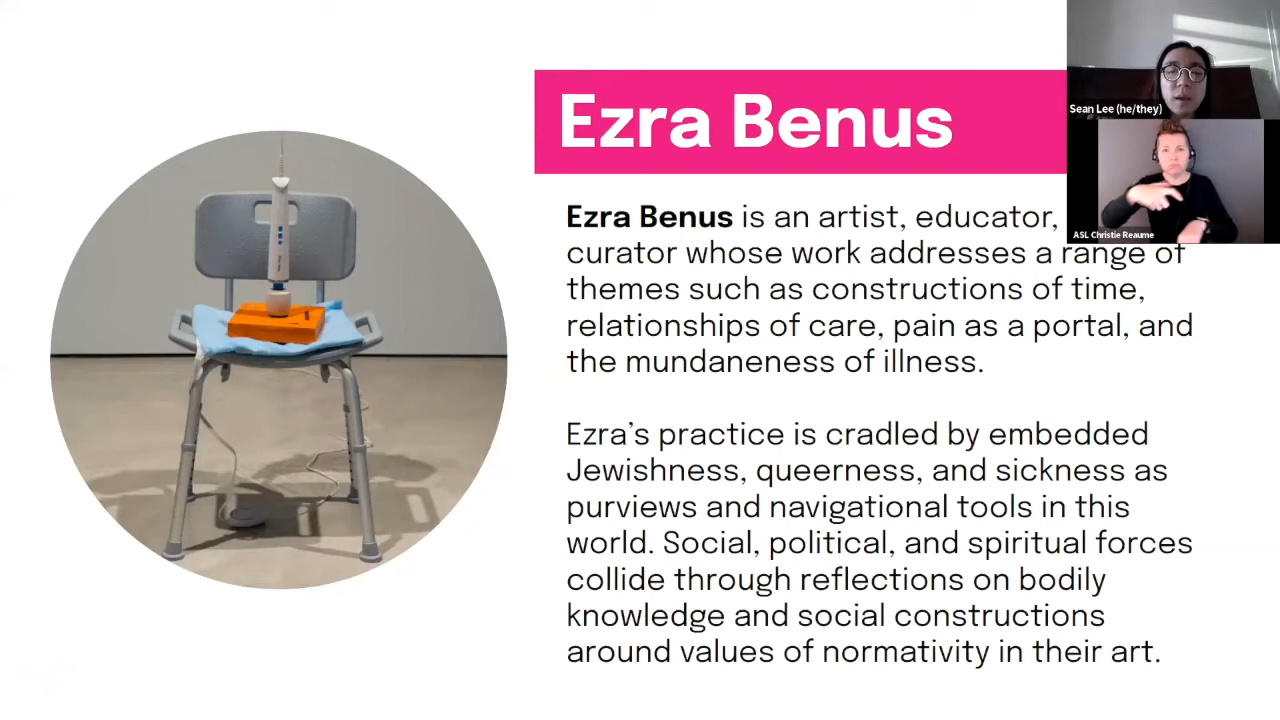 Ezra Benus
Ezra Benus is an artist, educator,
curator whose work addresses a range of
themes such as constructions of time,
relationships of care, pain as a portal, and
the mundaneness of illness.
Ezra’s practice is cradled by embedded
Jewishness, queerness, and sickness as
purviews and navigational tools in this
world. Social, political, and spiritual forces
collide through reflections on bodily
knowledge and social constructions
around values of normativity in their art.
Sean Lee (he/they)
ASL Christie Reaume